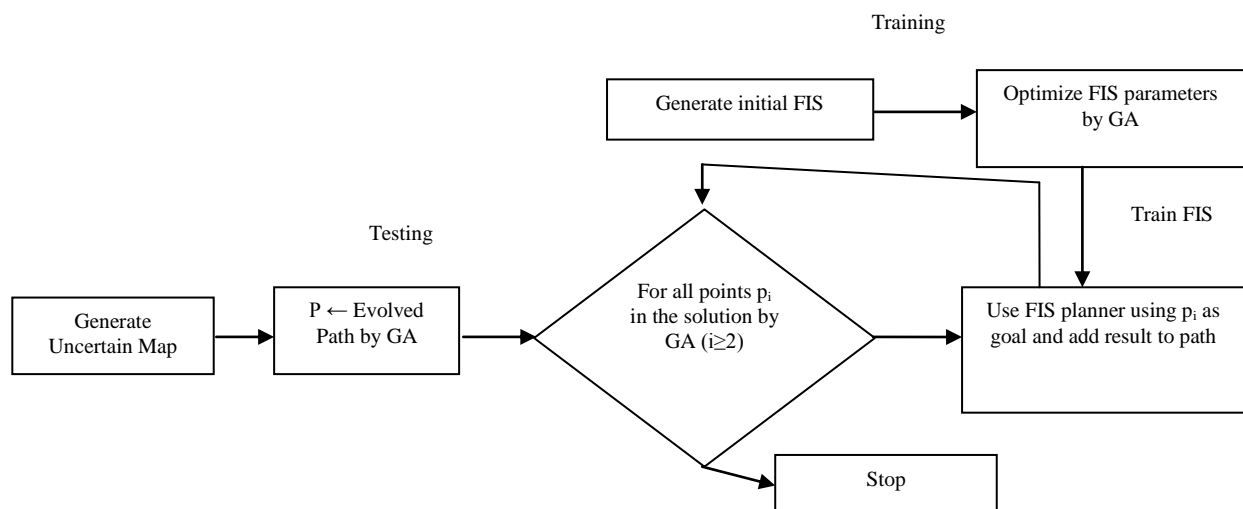 Training
Generate initial FIS
Optimize FIS parameters
by GA
Train FIS
Testing
Generate
Uncertain Map
P ← Evolved
Path by GA
For all points pᵢ
in the solution by
GA (i≥2)
Use FIS planner using pᵢ as
goal and add result to path
Stop